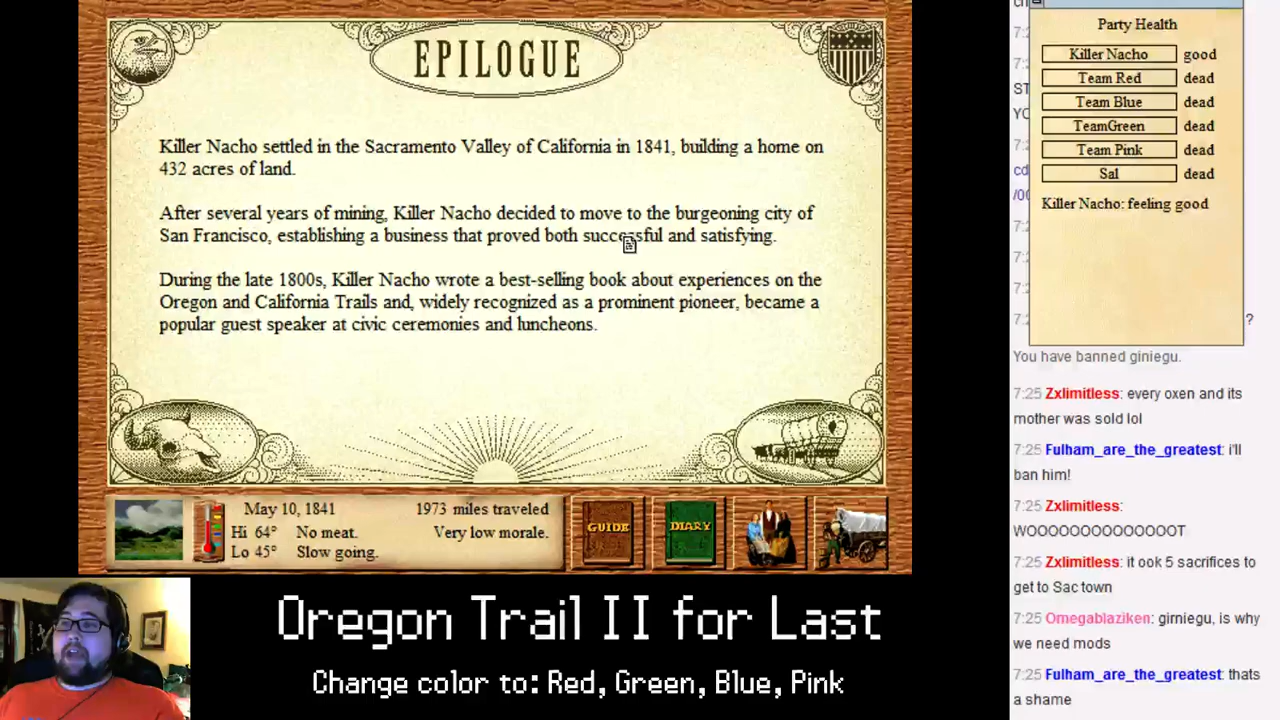 EPILOGUE
Killer Nacho settled in the Sacramento Valley of California in 1841, building a home on
432 acres of land.
After several years of mining, Killer Nacho decided to move to the burgeoning city of
San Francisco, establishing a business that proved both successful and satisfying.
During the late 1800s, Killer Nacho wrote a best-selling book about experiences on the
Oregon and California Trails and, widely recognized as a prominent pioneer, became a
popular guest speaker at civic ceremonies and luncheons.
May 10, 1841 1973 miles traveled
Hi 64° No meat. Very low morale.
Lo 45° Slow going.
GUIDE
DIARY
Oregon Trail II for Last
Change color to: Red, Green, Blue, Pink
Party Health
Killer Nacho good
Team Red dead
Team Blue dead
TeamGreen dead
Team Pink dead
Sal dead
Killer Nacho: feeling good
?
You have banned giniegu.
7:25 Zxlimitless: every oxen and its
mother was sold lol
7:25 Fulham_are_the_greatest: i'll
ban him!
7:25 Zxlimitless:
WOOOOOOOOOOOOOOT
7:25 Zxlimitless: it ook 5 sacrifices to
get to Sac town
7:25 Omegablaziken: girniegu, is why
we need mods
7:25 Fulham_are_the_greatest: thats
a shame